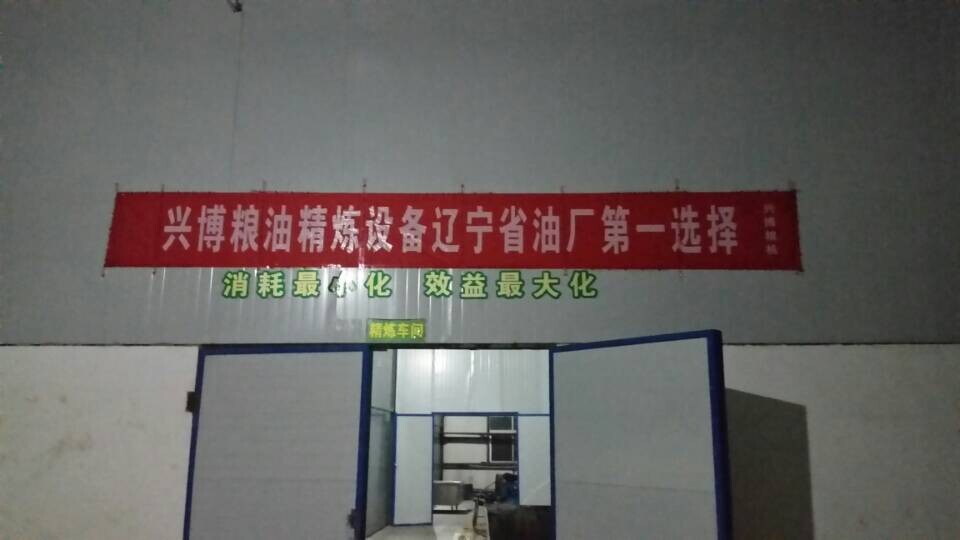 兴博粮油精炼设备辽宁省油厂第一选择
消耗最小化 效益最大化
精炼车间